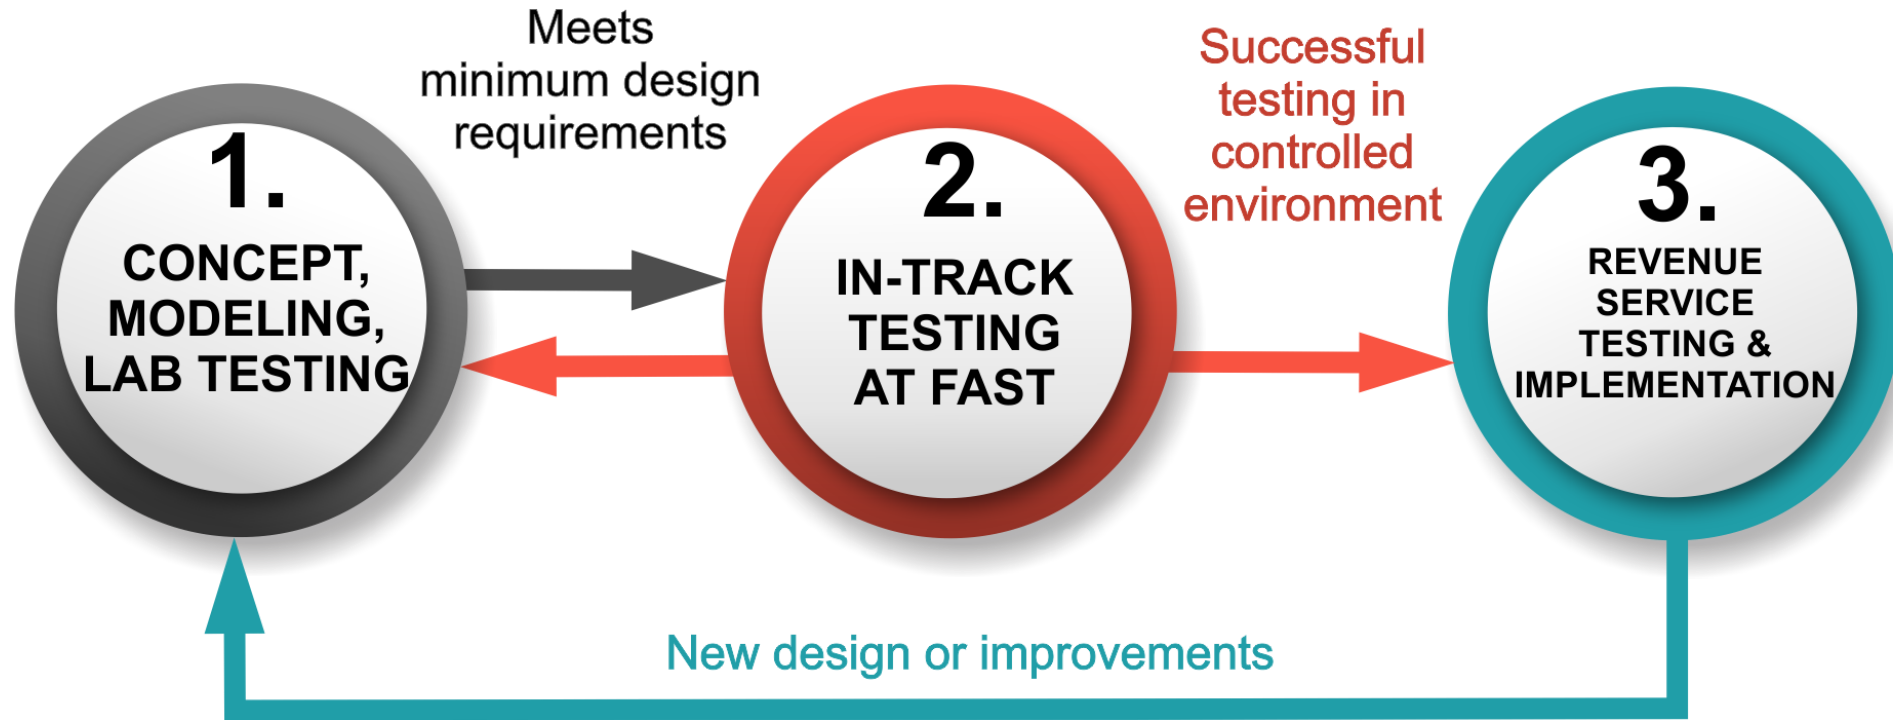 Meets
minimum design
requirements
Successful
testing in
controlled
environment
1.
CONCEPT,
MODELING,
LAB TESTING
2.
IN-TRACK
TESTING
AT FAST
3.
REVENUE
SERVICE
TESTING &
IMPLEMENTATION
New design or improvements